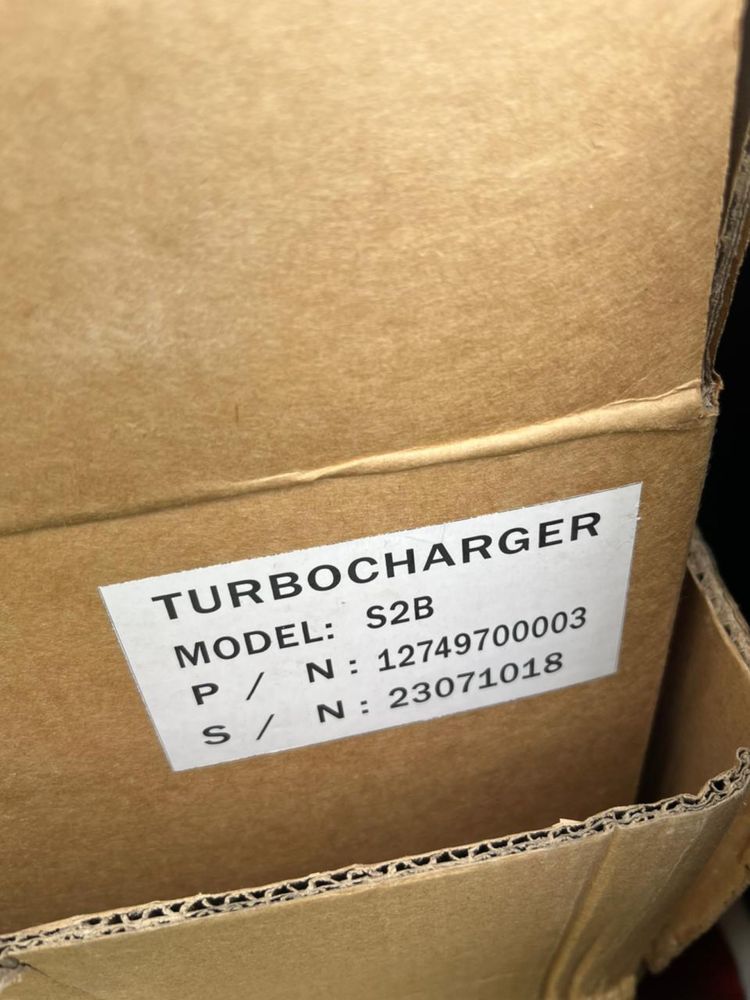 TURBOCHARGER
MODEL: S2B
P / N : 12749700003
S / N : 23071018